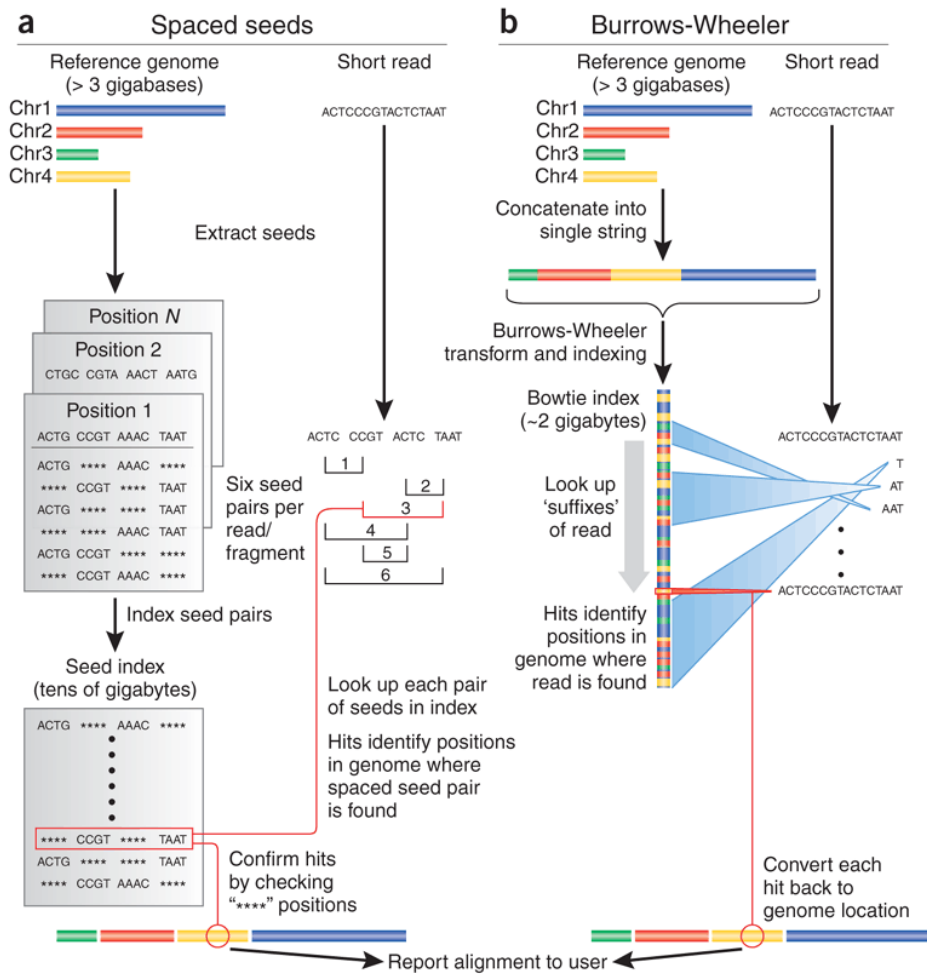 a
Spaced seeds
Reference genome
(> 3 gigabases)
Short read
Chr1
Chr2
Chr3
Chr4
ACTCCCGTACTCTAAT
Extract seeds
Position N
Position 2
CTGC CGTA AACT AATG
Position 1
ACTG CCGT AAAC TAAT
ACTG **** AAAC ****
**** CCGT **** TAAT
ACTG **** **** TAAT
**** **** AAAC TAAT
ACTG CCGT **** ****
**** CCGT AAAC ****
Six seed
pairs per
read/
fragment
ACTC CCGT ACTC TAAT
1
2
3
4
5
6
Index seed pairs
Seed index
(tens of gigabytes)
ACTG **** AAAC ****
**** CCGT **** TAAT
ACTG **** **** TAAT
**** CCGT AAAC ****
Look up each pair
of seeds in index
Hits identify positions
in genome where
spaced seed pair
is found
Confirm hits
by checking
"****" positions
b
Burrows-Wheeler
Reference genome
(> 3 gigabases)
Short read
Chr1
Chr2
Chr3
Chr4
ACTCCCGTACTCTAAT
Concatenate into
single string
Burrows-Wheeler
transform and indexing
Bowtie index
(~2 gigabytes)
Look up
'suffixes'
of read
ACTCCCGTACTCTAAT
T
AT
AAT
ACTCCCGTACTCTAAT
Hits identify
positions in
genome where
read is found
Convert each
hit back to
genome location
Report alignment to user